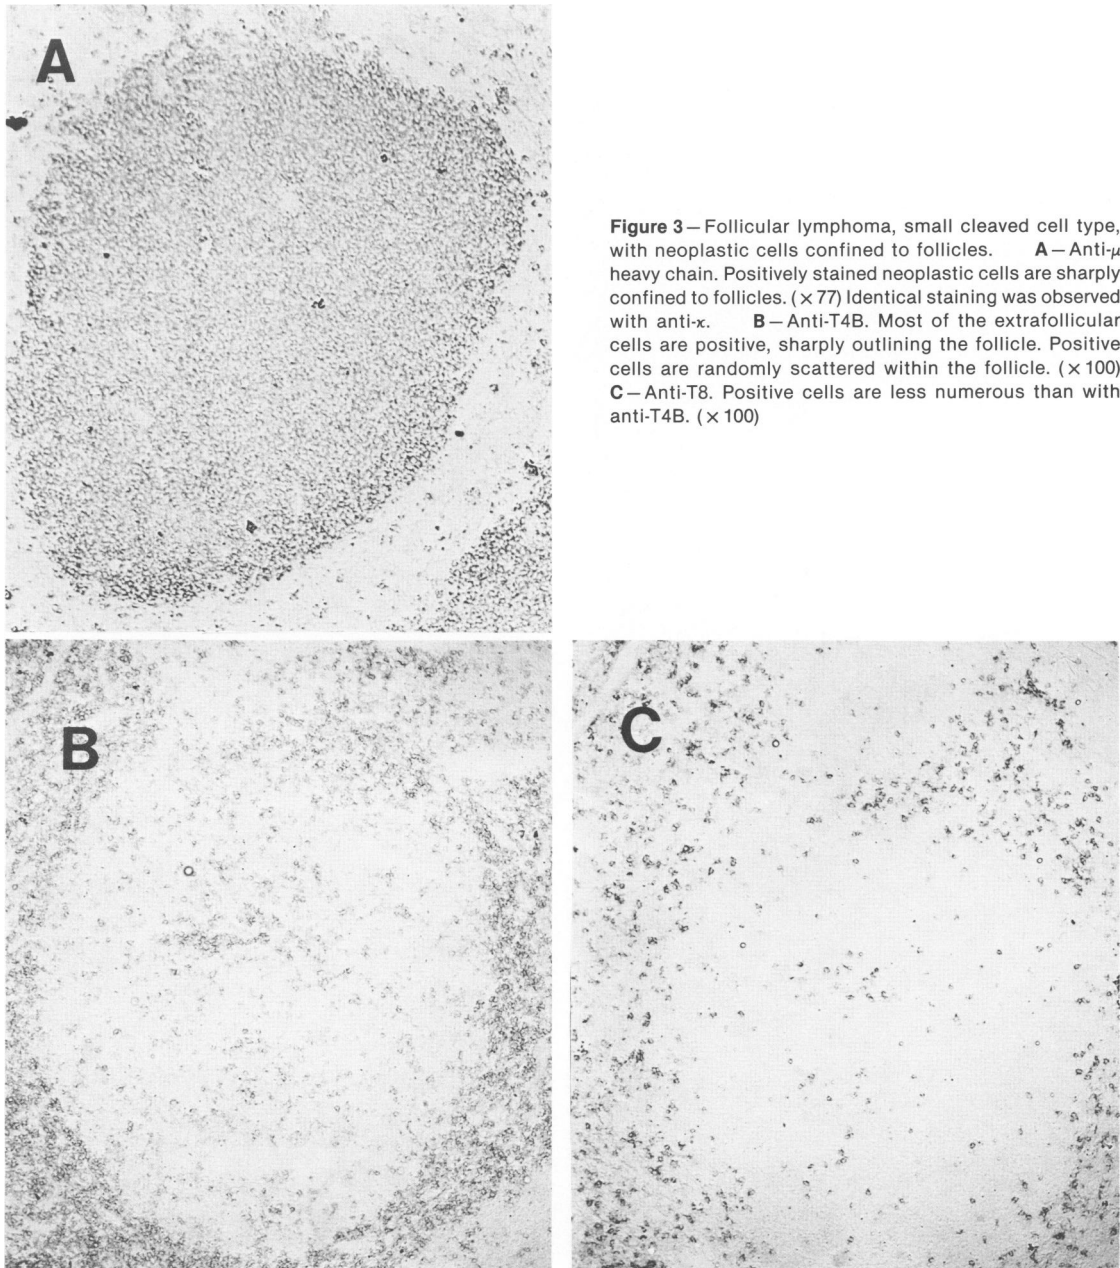 A
Figure 3—Follicular lymphoma, small cleaved cell type,
with neoplastic cells confined to follicles. A—Anti-μ
heavy chain. Positively stained neoplastic cells are sharply
confined to follicles. (×77) Identical staining was observed
with anti-κ. B—Anti-T4B. Most of the extrafollicular
cells are positive, sharply outlining the follicle. Positive
cells are randomly scattered within the follicle. (×100)
C—Anti-T8. Positive cells are less numerous than with
anti-T4B. (×100)
B
C